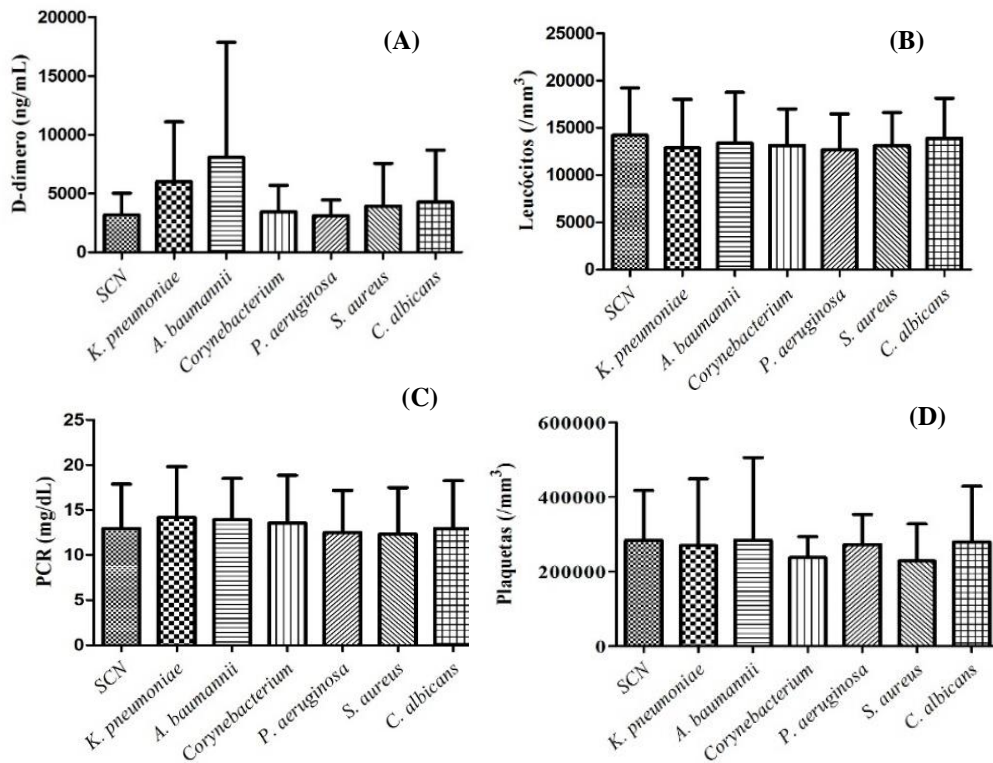 (A)
D-dímero (ng/mL)
20000
15000
10000
5000
0
SCN
K. pneumoniae
A. baumannii
Corynebacterium
P. aeruginosa
S. aureus
C. albicans
(B)
Leucócitos (/mm³)
25000
20000
15000
10000
5000
0
SCN
K. pneumoniae
A. baumannii
Corynebacterium
P. aeruginosa
S. aureus
C. albicans
(C)
PCR (mg/dL)
25
20
15
10
5
0
SCN
K. pneumoniae
A. baumannii
Corynebacterium
P. aeruginosa
S. aureus
C. albicans
(D)
Plaquetas (/mm³)
600000
400000
200000
0
SCN
K. pneumoniae
A. baumannii
Corynebacterium
P. aeruginosa
S. aureus
C. albicans